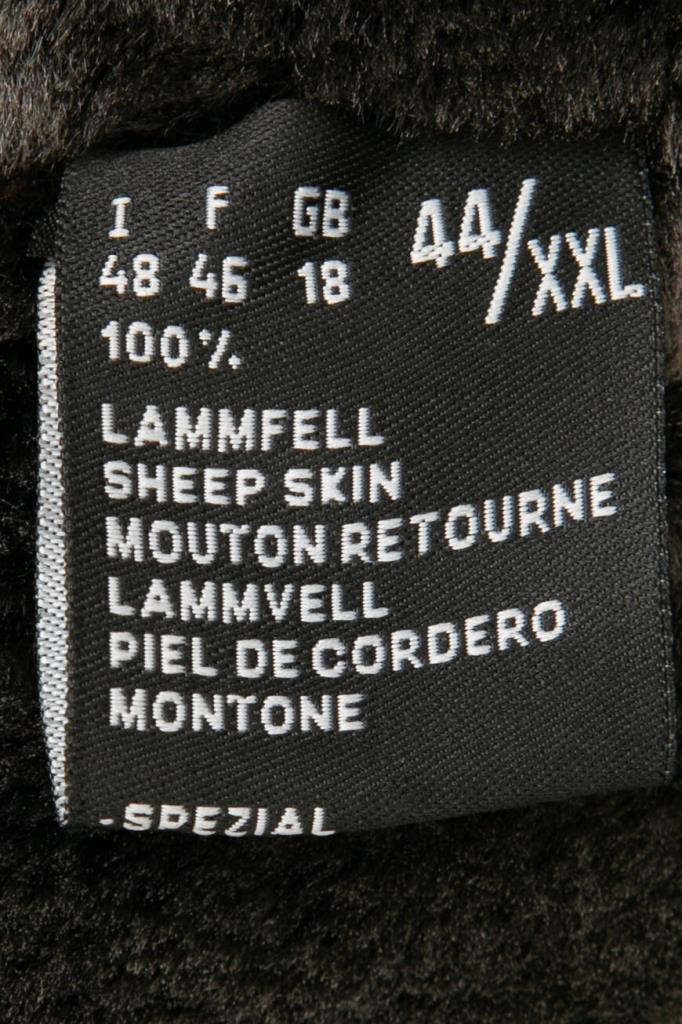 I F GB 44/XXL
48 46 18
100%
LAMMFELL
SHEEP SKIN
MOUTON RETOURNE
LAMMVELL
PIEL DE CORDERO
MONTONE
-SPEZIAL